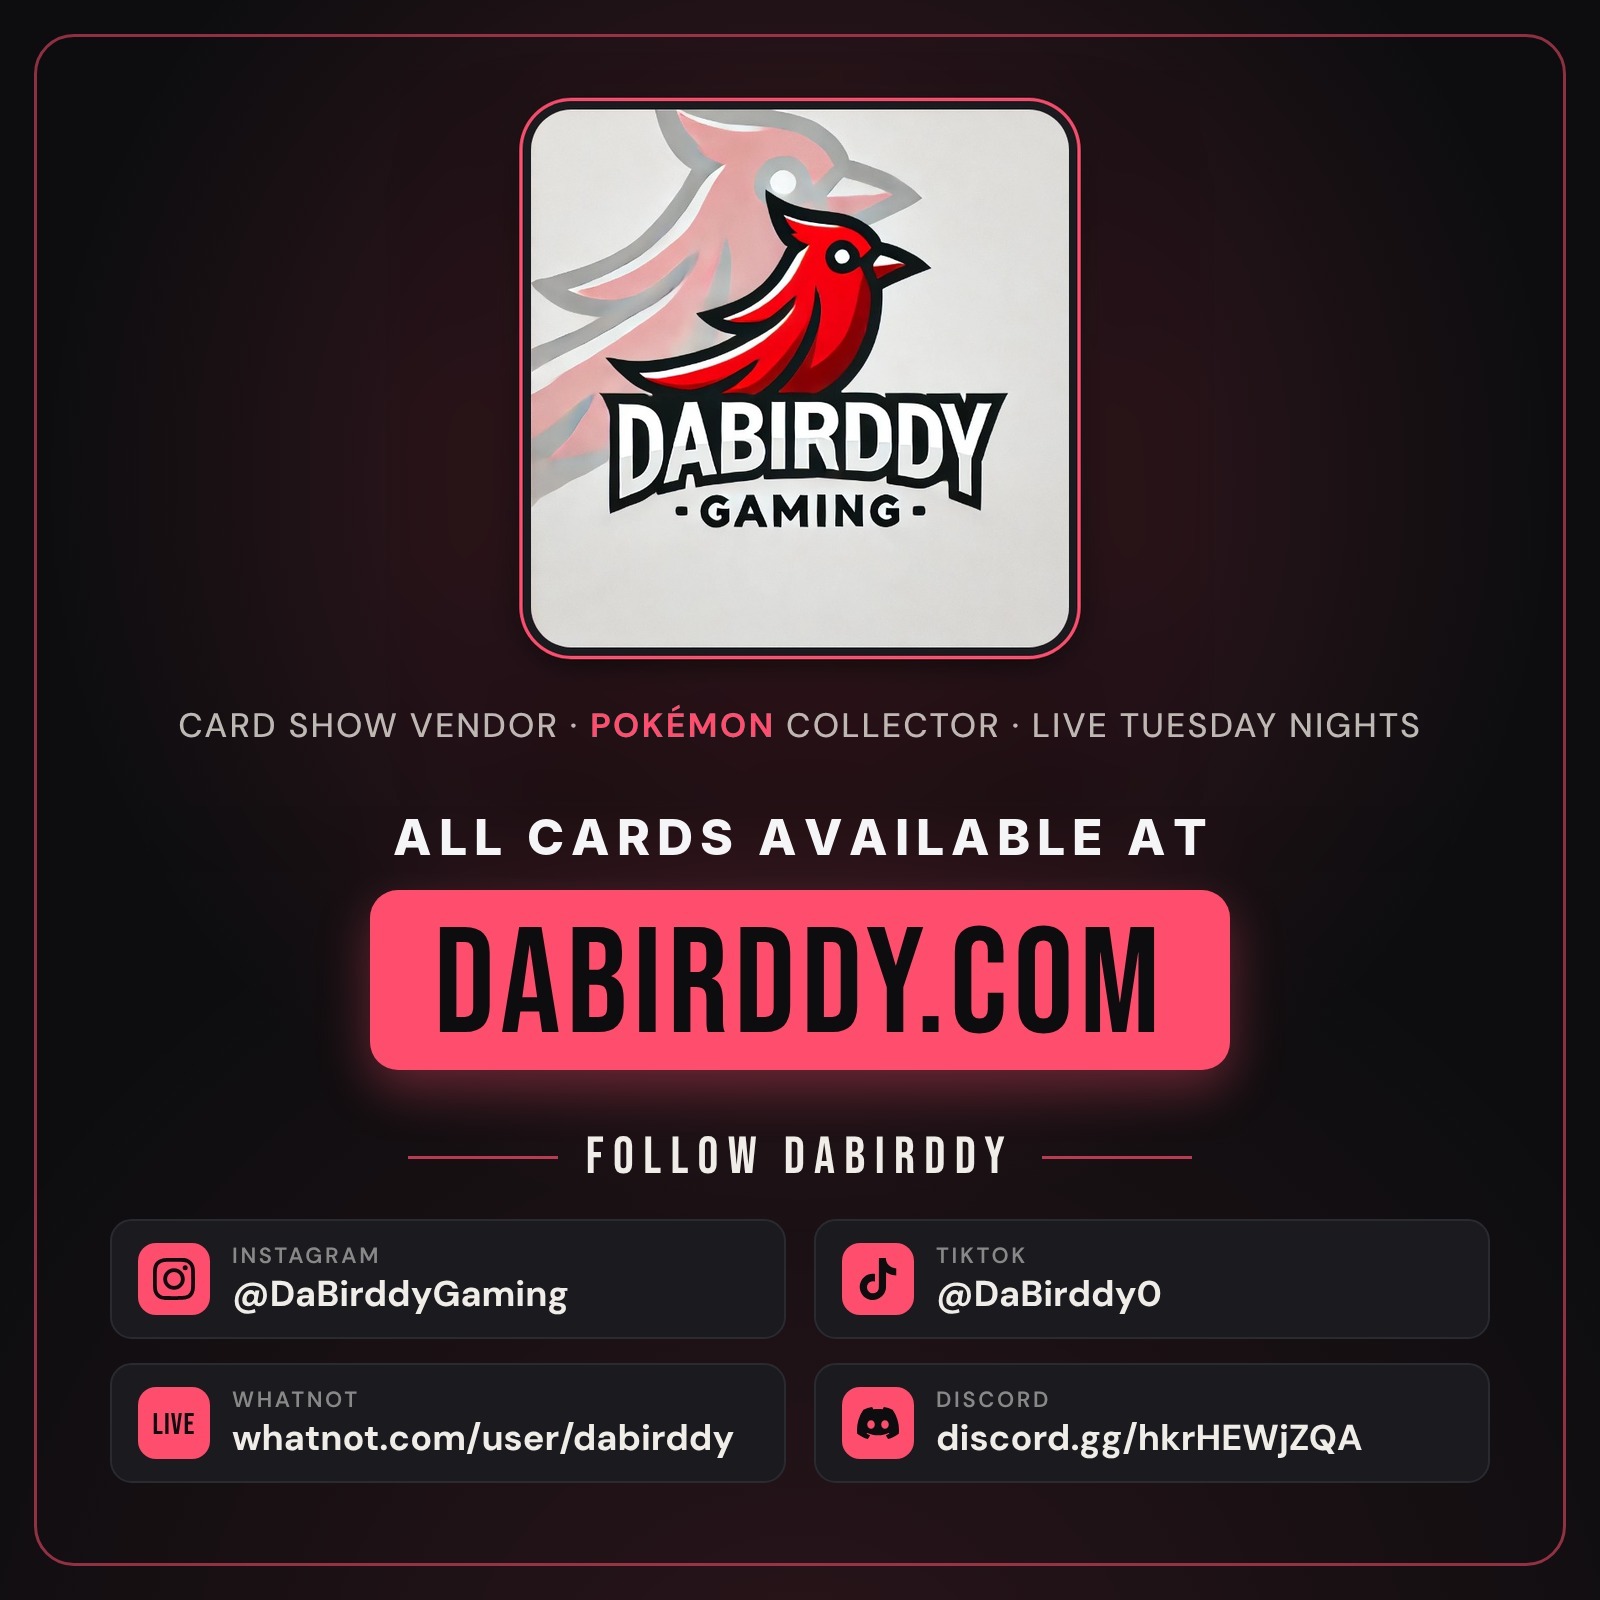 DABIRDDY
- GAMING -
CARD SHOW VENDOR · POKÉMON COLLECTOR · LIVE TUESDAY NIGHTS
ALL CARDS AVAILABLE AT
DABIRDDY.COM
FOLLOW DABIRDDY
INSTAGRAM
@DaBirddyGaming
TIKTOK
@DaBirddy0
LIVE
WHATNOT
whatnot.com/user/dabirddy
DISCORD
discord.gg/hkrHEWjZQA